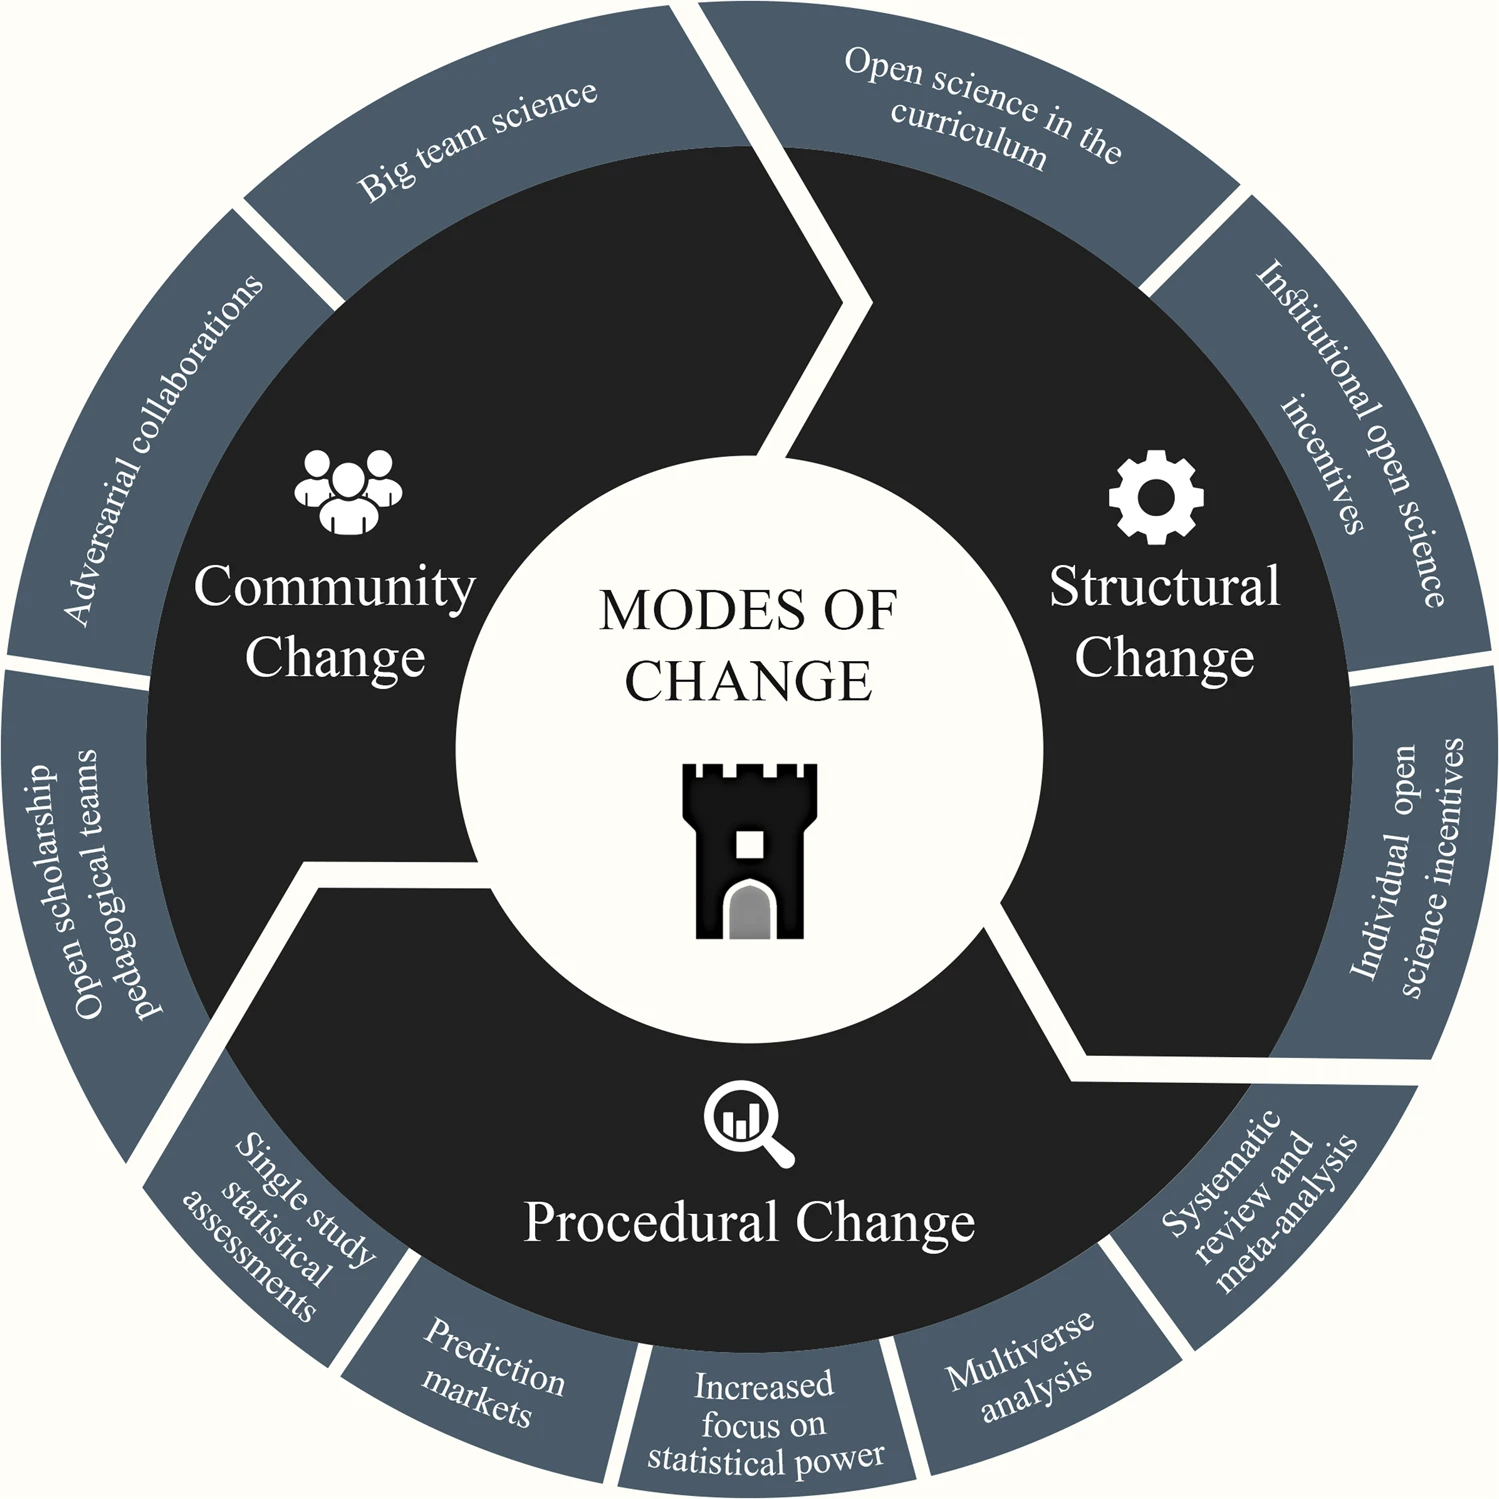 MODES OF
CHANGE
Structural
Change
Open science in the
curriculum
Institutional open science
incentives
Individual open
science incentives
Procedural Change
Systematic
review and
meta-analysis
Multiverse
analysis
Increased
focus on
statistical power
Prediction
markets
Single study
statistical
assessments
Community
Change
Open scholarship
pedagogical teams
Adversarial collaborations
Big team science